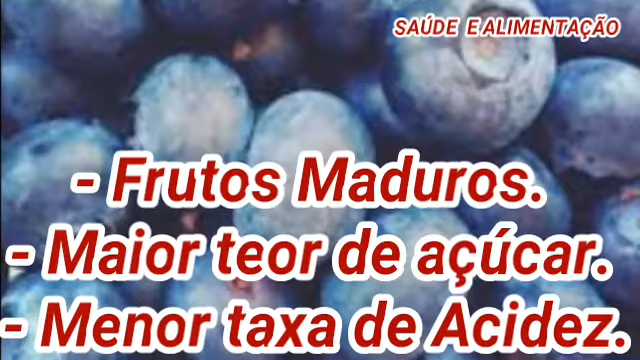 SAÚDE E ALIMENTAÇÃO
- Frutos Maduros.
- Maior teor de açúcar.
- Menor taxa de Acidez.